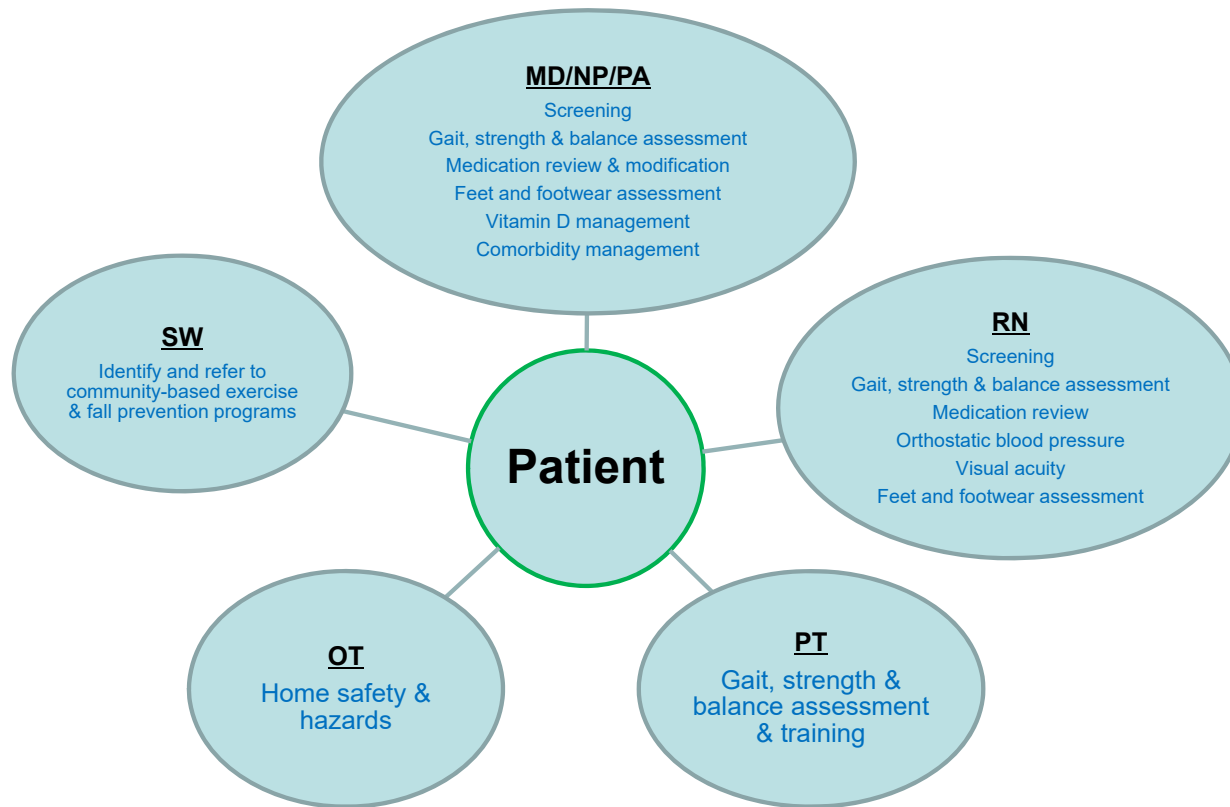 MD/NP/PA
Screening
Gait, strength & balance assessment
Medication review & modification
Feet and footwear assessment
Vitamin D management
Comorbidity management
SW
Identify and refer to
community-based exercise
& fall prevention programs
RN
Screening
Gait, strength & balance assessment
Medication review
Orthostatic blood pressure
Visual acuity
Feet and footwear assessment
Patient
OT
Home safety &
hazards
PT
Gait, strength &
balance assessment
& training